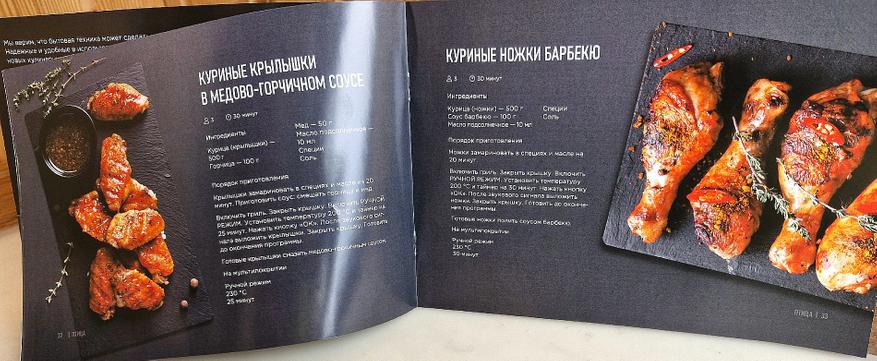 Мы верим, что бытовая техника может сделать
Надежные и удобные в использо
новых кулинарн
КУРИНЫЕ КРЫЛЫШКИ
В МЕДОВО-ГОРЧИЧНОМ СОУСЕ
3 30 минут
Ингредиенты
Курица (крылышки) —
500 г
Горчица — 100 г
Мед — 50 г
Масло подсолнечное —
10 мл
Специи
Соль
Порядок приготовления
Крылышки замариновать в специях и масле на 20
минут. Приготовить соус: смешать горчицу и мед.
Включить гриль. Закрыть крышку. Включить РУЧНОЙ
РЕЖИМ. Установить температуру 200 °C и таймер на
25 минут. Нажать кнопку «ОК». После звукового сиг-
нала выложить крылышки. Закрыть крышку. Готовить
до окончания программы.
Готовые крылышки смазать медово-горчичным соусом
На мультипокрытии
Ручной режим
230 °C
25 минут
32 | ПТИЦА
КУРИНЫЕ НОЖКИ БАРБЕКЮ
3 30 минут
Ингредиенты
Курица (ножки) — 500 г
Соус барбекю — 100 г
Масло подсолнечное — 10 мл
Специи
Соль
Порядок приготовления
Ножки замариновать в специях и масле на
20 минут.
Включить гриль. Закрыть крышку. Включить
РУЧНОЙ РЕЖИМ. Установить температуру
200 °C и таймер на 30 минут. Нажать кнопку
«ОК». После звукового сигнала выложить
ножки. Закрыть крышку. Готовить до оконча-
ния программы.
Готовые ножки полить соусом барбекю.
На мультипокрытии
Ручной режим
230 °C
30 минут
ПТИЦА | 33